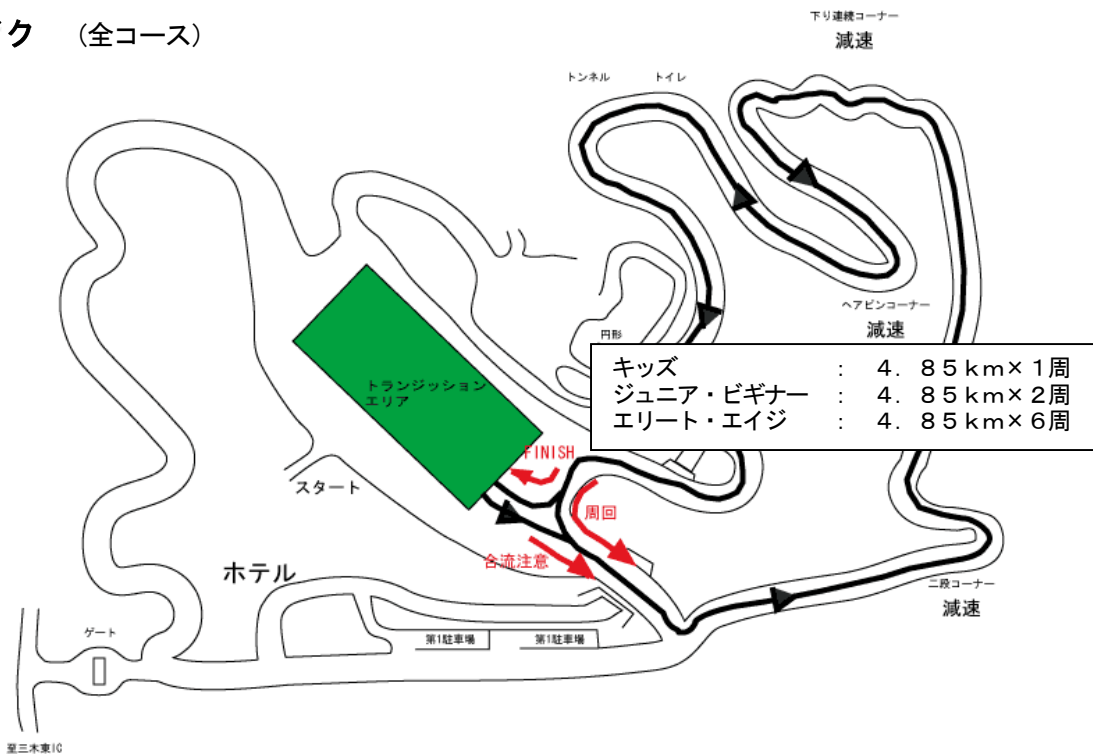 ク （全コース）
下り連続コーナー
減速
トンネル
トイレ
ヘアピンコーナー
減速
円形
キッズ ： ４．８５ｋｍ×１周
ジュニア・ビギナー ： ４．８５ｋｍ×２周
エリート・エイジ ： ４．８５ｋｍ×６周
トランジッション
エリア
FINISH
スタート
周回
合流注意
ホテル
二段コーナー
減速
ゲート
第1駐車場
第1駐車場
至三木東IC